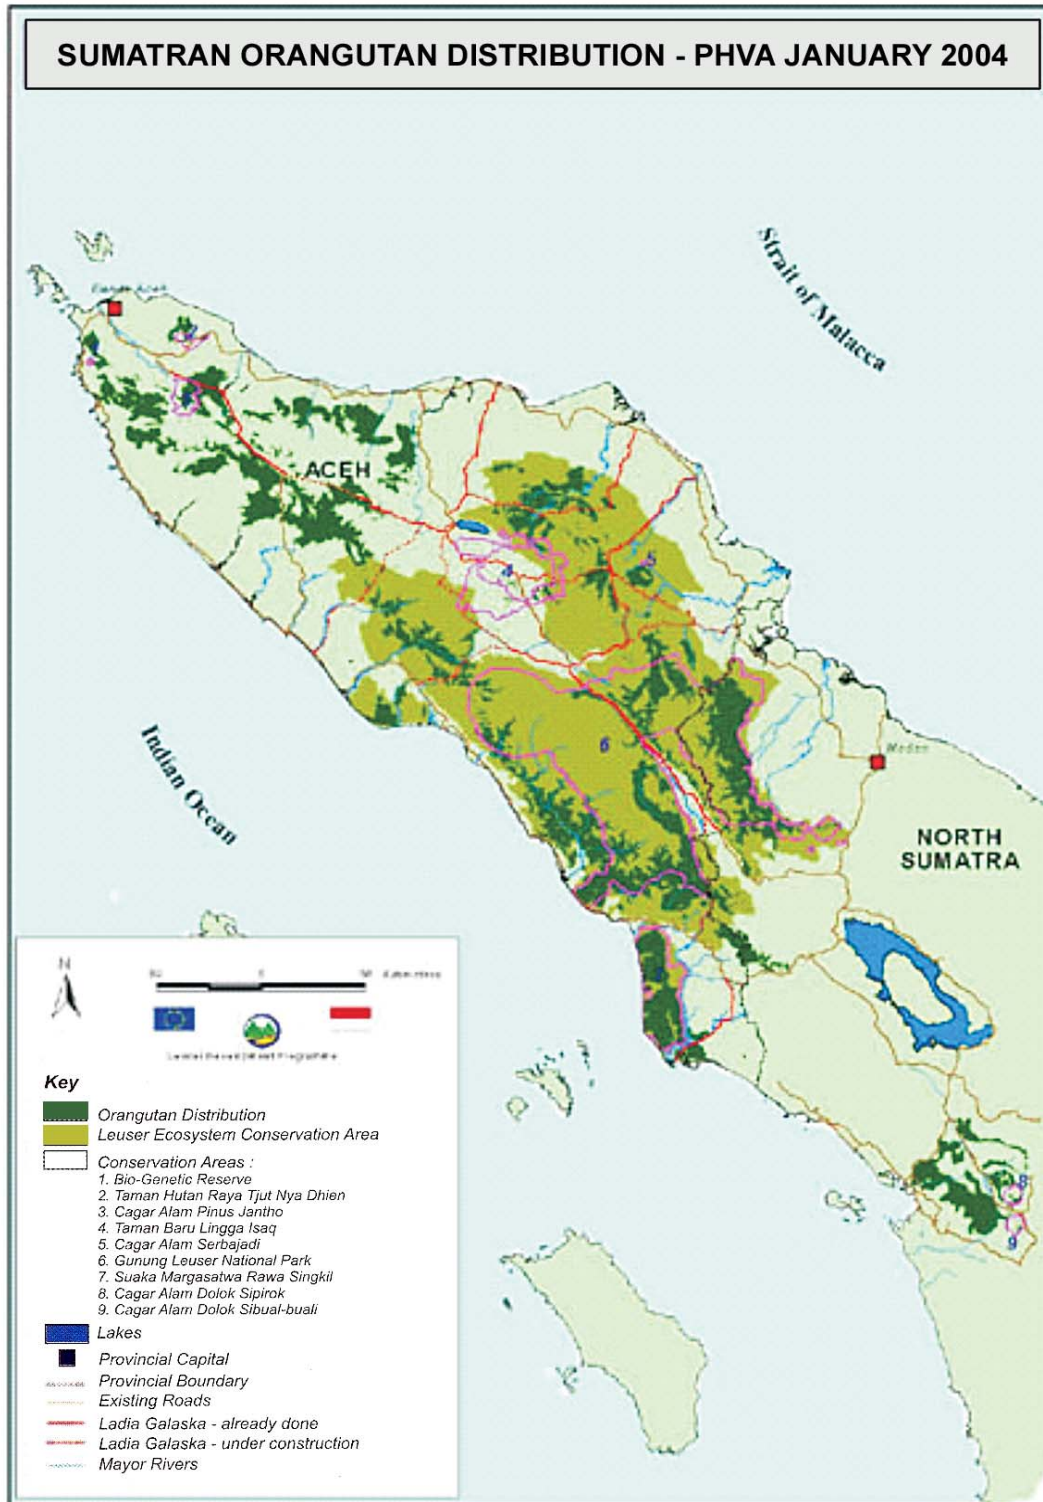 SUMATRAN ORANGUTAN DISTRIBUTION - PHVA JANUARY 2004
Strait of Malacca
Banda Aceh
ACEH
4
5
6
Indian Ocean
Medan
NORTH
SUMATRA
8
9
N
Key
Orangutan Distribution
Leuser Ecosystem Conservation Area
Conservation Areas :
1. Bio-Genetic Reserve
2. Taman Hutan Raya Tjut Nya Dhien
3. Cagar Alam Pinus Jantho
4. Taman Baru Lingga Isaq
5. Cagar Alam Serbajadi
6. Gunung Leuser National Park
7. Suaka Margasatwa Rawa Singkil
8. Cagar Alam Dolok Sipirok
9. Cagar Alam Dolok Sibual-buali
Lakes
Provincial Capital
Provincial Boundary
Existing Roads
Ladia Galaska - already done
Ladia Galaska - under construction
Mayor Rivers